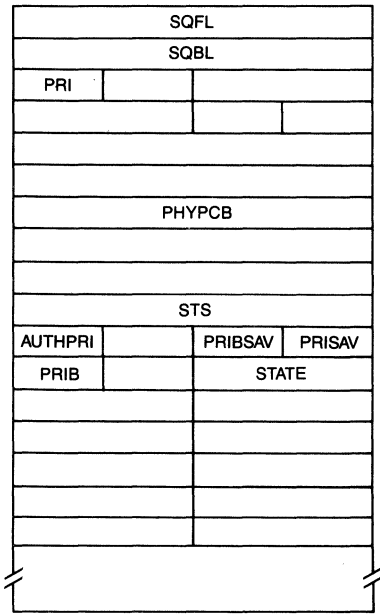 SQFL
SQBL
PRI
PHYPCB
STS
AUTHPRI PRIBSAV PRISAV
PRIB STATE